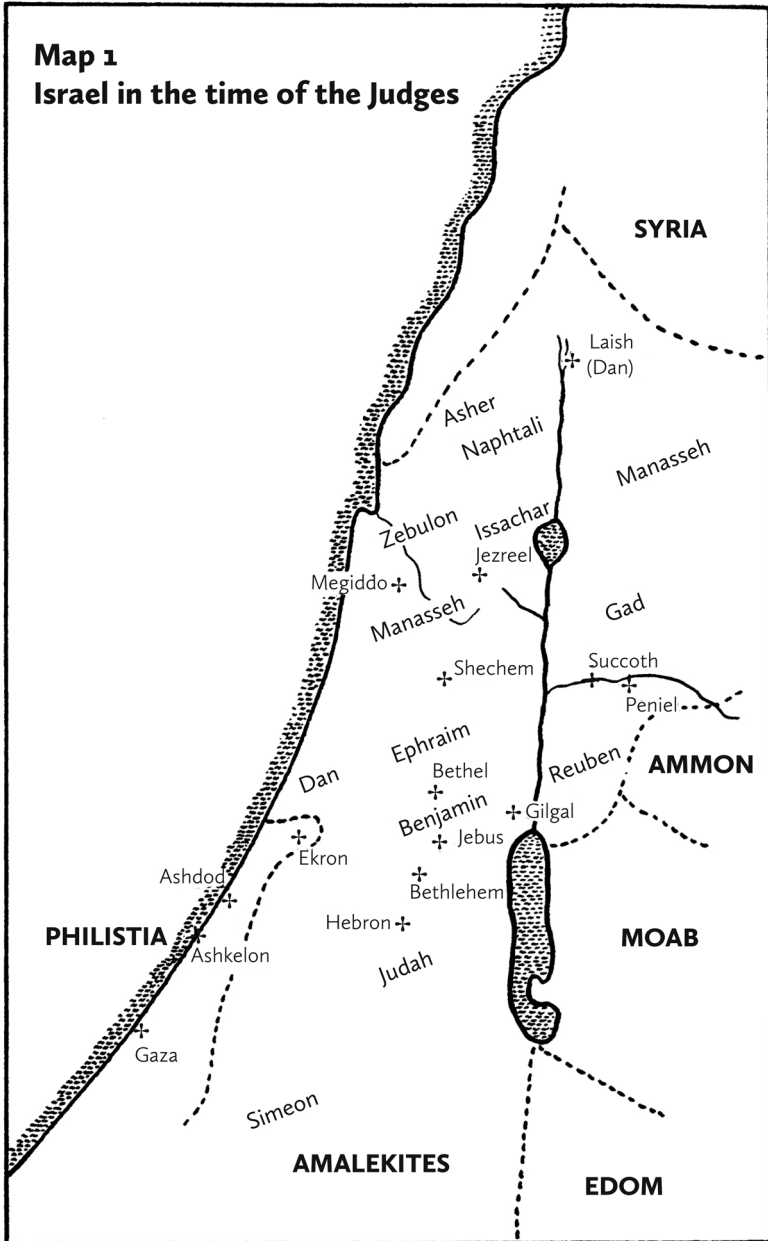 Map 1
Israel in the time of the Judges
SYRIA
Laish
(Dan)
Asher
Naphtali
Manasseh
Zebulon
Issachar
Jezreel
Megiddo
Manasseh
Gad
Shechem
Succoth
Peniel
Ephraim
Reuben
AMMON
Dan
Bethel
Benjamin
Gilgal
Jebus
Ekron
Ashdod
Bethlehem
Hebron
PHILISTIA
MOAB
Ashkelon
Judah
Gaza
Simeon
AMALEKITES
EDOM